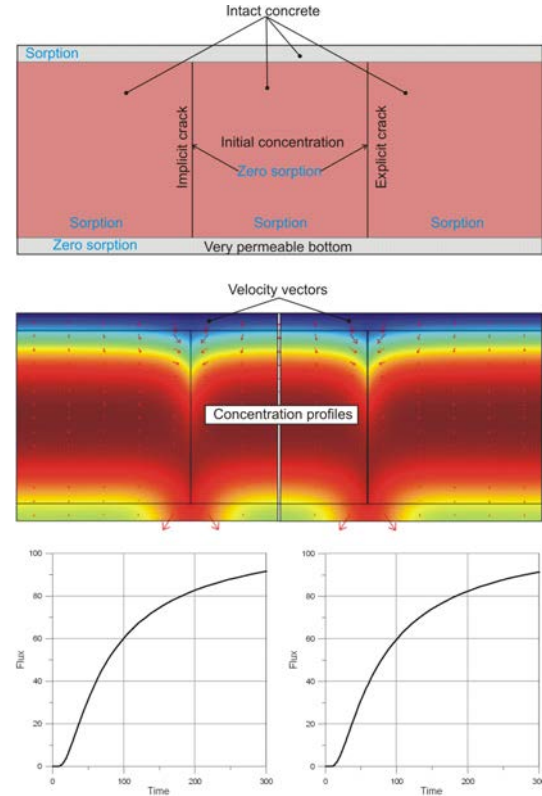 Intact concrete
Sorption
Implicit crack
Initial concentration
Zero sorption
Explicit crack
Sorption
Sorption
Sorption
Zero sorption
Very permeable bottom
Velocity vectors
Concentration profiles
100
80
60
40
20
0
Flux
0
100
200
300
Time
100
80
60
40
20
0
Flux
0
100
200
300
Time